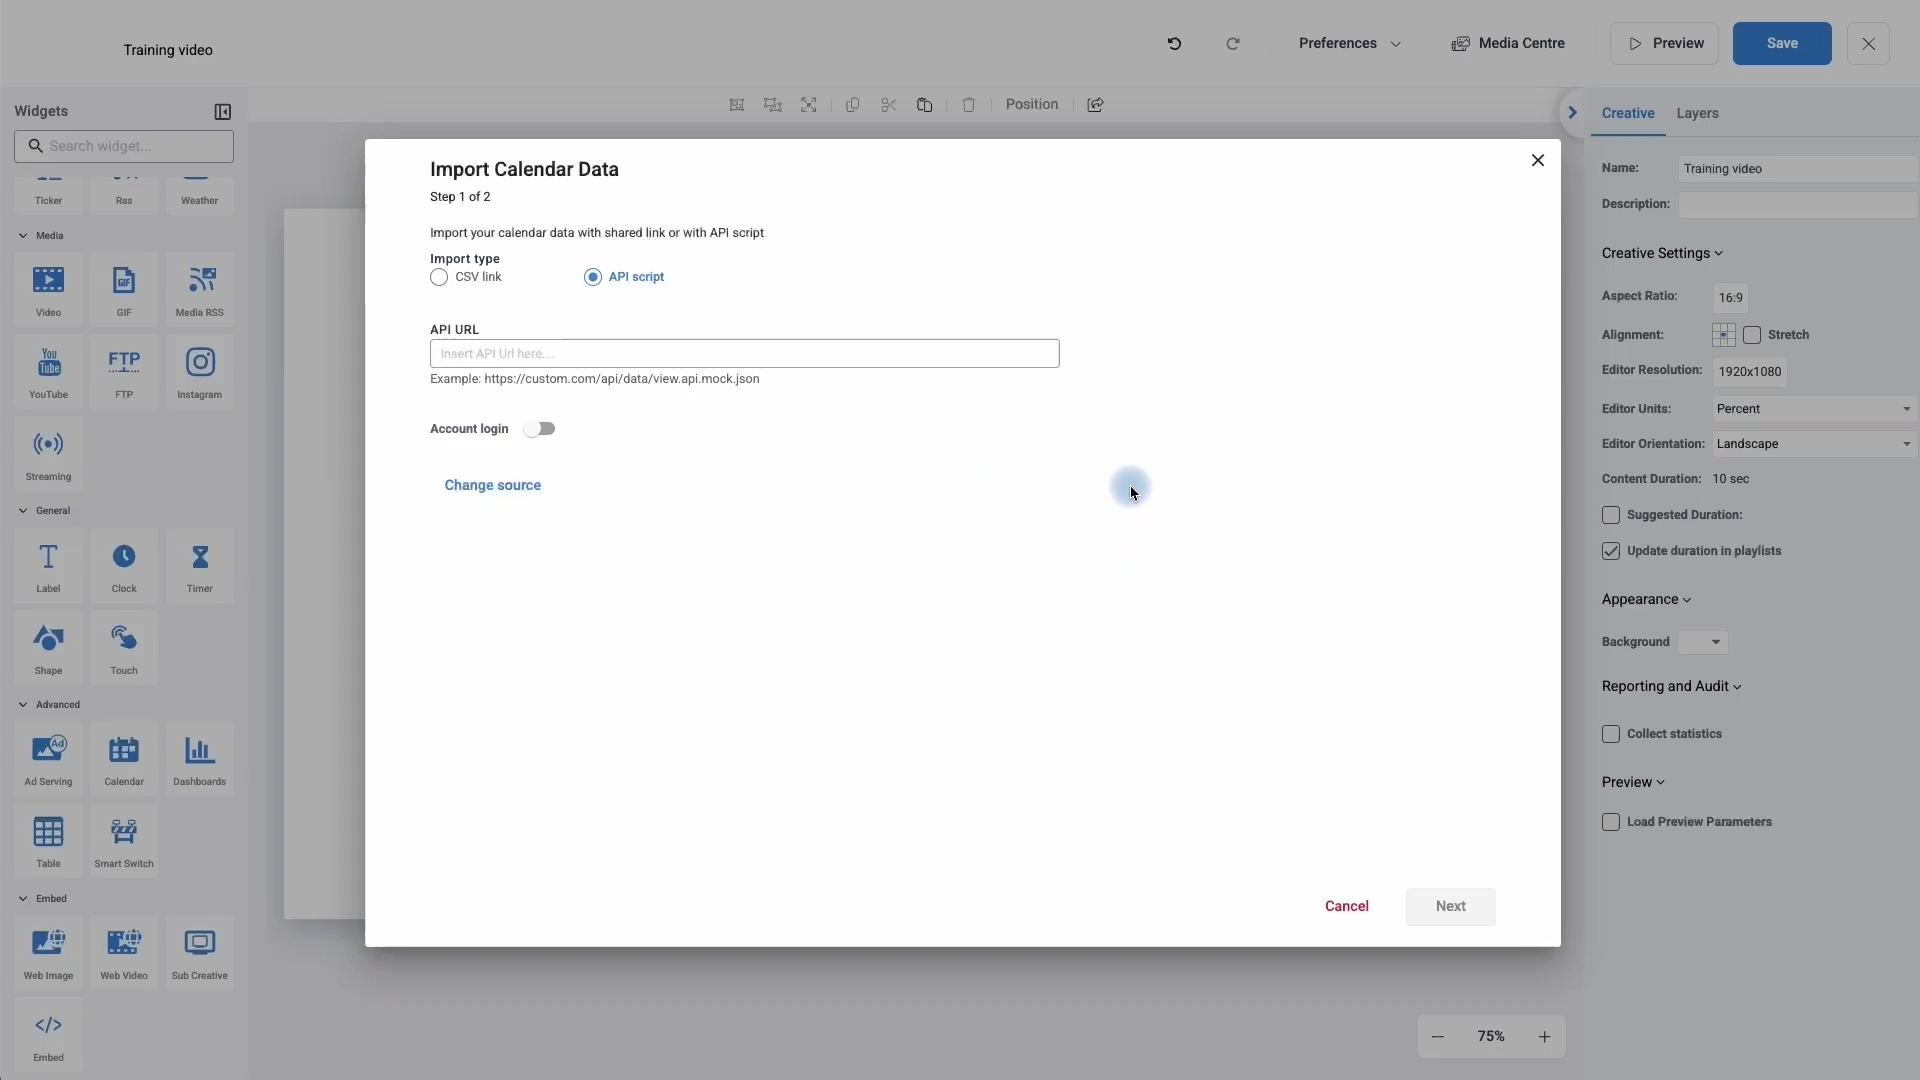 Training video
Preferences
Media Centre
Preview
Save
Widgets
Search widget...
Position
Creative
Layers
Ticker
Rss
Weather
Media
Video
GIF
GIF
Media RSS
You
Tube
YouTube
FTP
FTP
Instagram
Streaming
General
T
Label
Clock
Timer
Shape
Touch
Advanced
Ad
Ad Serving
Calendar
Dashboards
Table
Smart Switch
Embed
Web Image
Web Video
Sub Creative
</>
Embed
Import Calendar Data
Step 1 of 2
Import your calendar data with shared link or with API script
Import type
CSV link
API script
API URL
Insert API Url here....
Example: https://custom.com/api/data/view.api.mock.json
Account login
Change source
Cancel
Next
75%
Name: Training video
Description:
Creative Settings
Aspect Ratio: 16:9
Alignment: Stretch
Editor Resolution: 1920x1080
Editor Units: Percent
Editor Orientation: Landscape
Content Duration: 10 sec
Suggested Duration:
Update duration in playlists
Appearance
Background
Reporting and Audit
Collect statistics
Preview
Load Preview Parameters